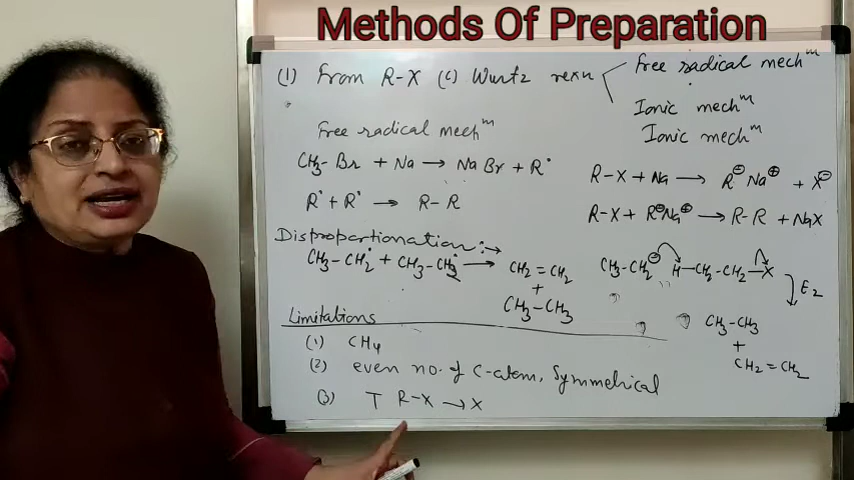 Methods Of Preparation
(1) From R-X (c) Wurtz rexn
Free radical mechᵐ
Ionic mechᵐ
Ionic mechᵐ
Free radical mechᵐ
CH₃-Br + Na → NaBr + R˙
R˙ + R˙ → R-R
Disproportionation:→
CH₃-CH₂˙ + CH₃-CH₃˙ → CH₂=CH₂
+
CH₃-CH₃
R-X + Na → R⊖ Na⊕ + X⊖
R-X + R⊖Na⊕ → R-R + NaX
CH₃-CH₂⊖ H-CH₂-CH₂-X
E₂
CH₃-CH₃
+
CH₂=CH₂
Limitations
(1) CH₄
(2) even no. of C-atom, Symmetrical
(3) T R-X → X